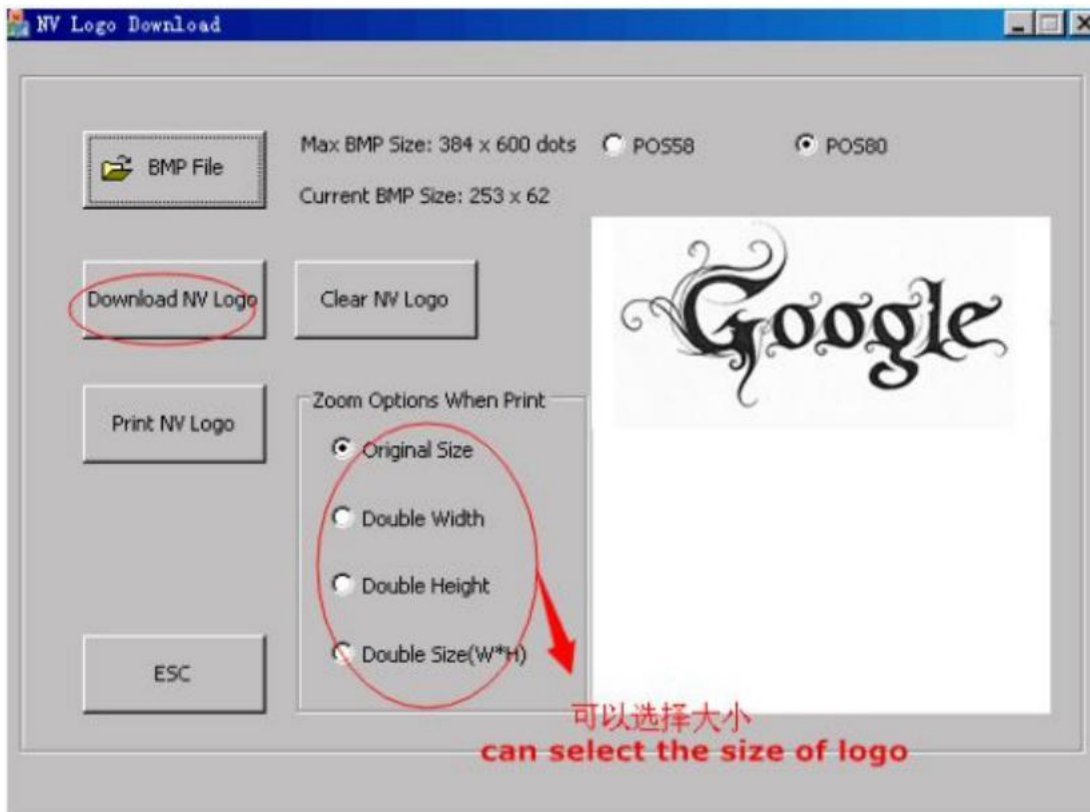 NV Logo Download
BMP File
Max BMP Size: 384 x 600 dots
POS58
POS80
Current BMP Size: 253 x 62
Download NV Logo
Clear NV Logo
Google
Print NV Logo
Zoom Options When Print
Original Size
Double Width
Double Height
Double Size(W*H)
ESC
可以选择大小
can select the size of logo